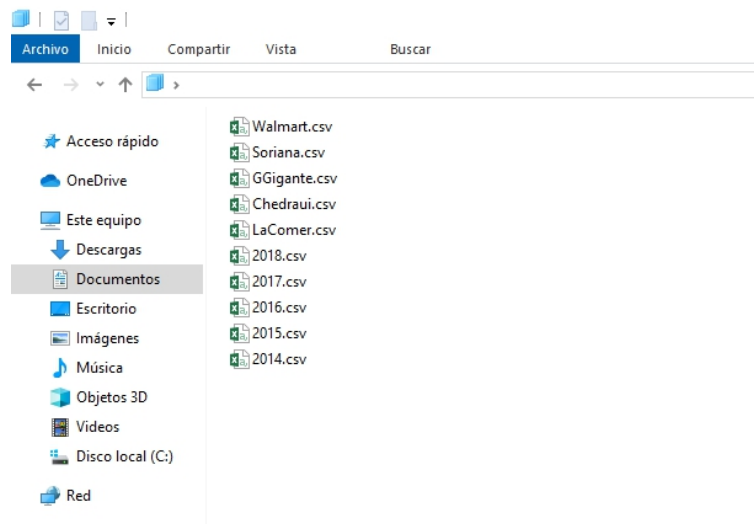 Archivo Inicio Compartir Vista Buscar
Acceso rápido
OneDrive
Este equipo
Descargas
Documentos
Escritorio
Imágenes
Música
Objetos 3D
Videos
Disco local (C:)
Red
Walmart.csv
Soriana.csv
GGigante.csv
Chedraui.csv
LaComer.csv
2018.csv
2017.csv
2016.csv
2015.csv
2014.csv